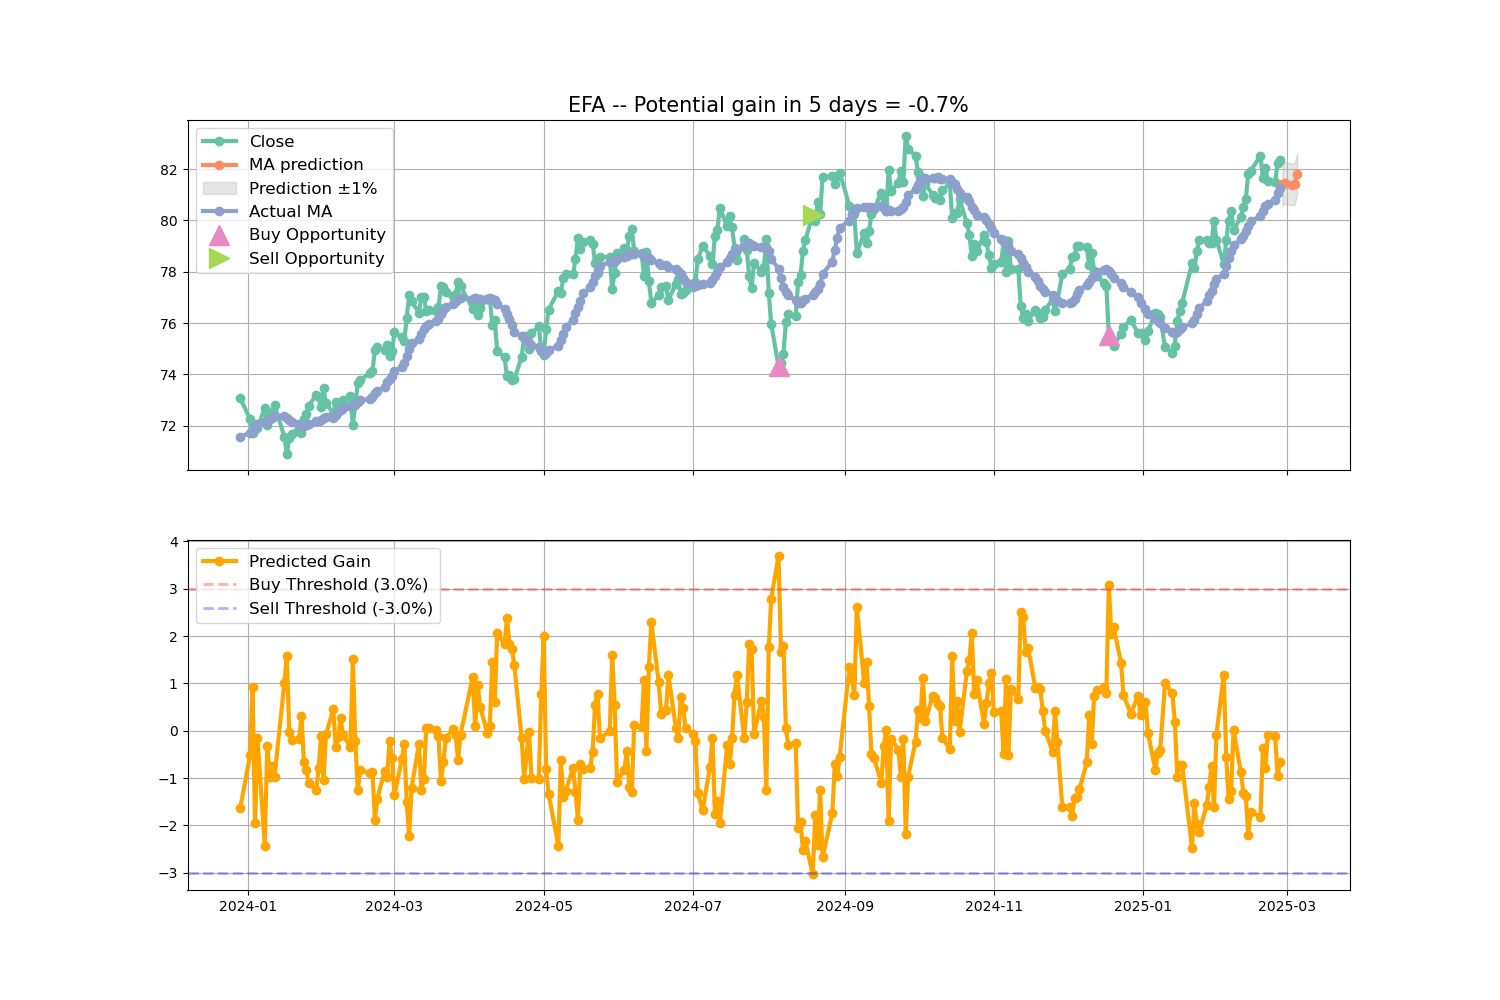 EFA -- Potential gain in 5 days = -0.7%
Close
MA prediction
Prediction ±1%
Actual MA
Buy Opportunity
Sell Opportunity
82
80
78
76
74
72
4
3
2
1
0
−1
−2
−3
Predicted Gain
Buy Threshold (3.0%)
Sell Threshold (-3.0%)
2024-01 2024-03 2024-05 2024-07 2024-09 2024-11 2025-01 2025-03